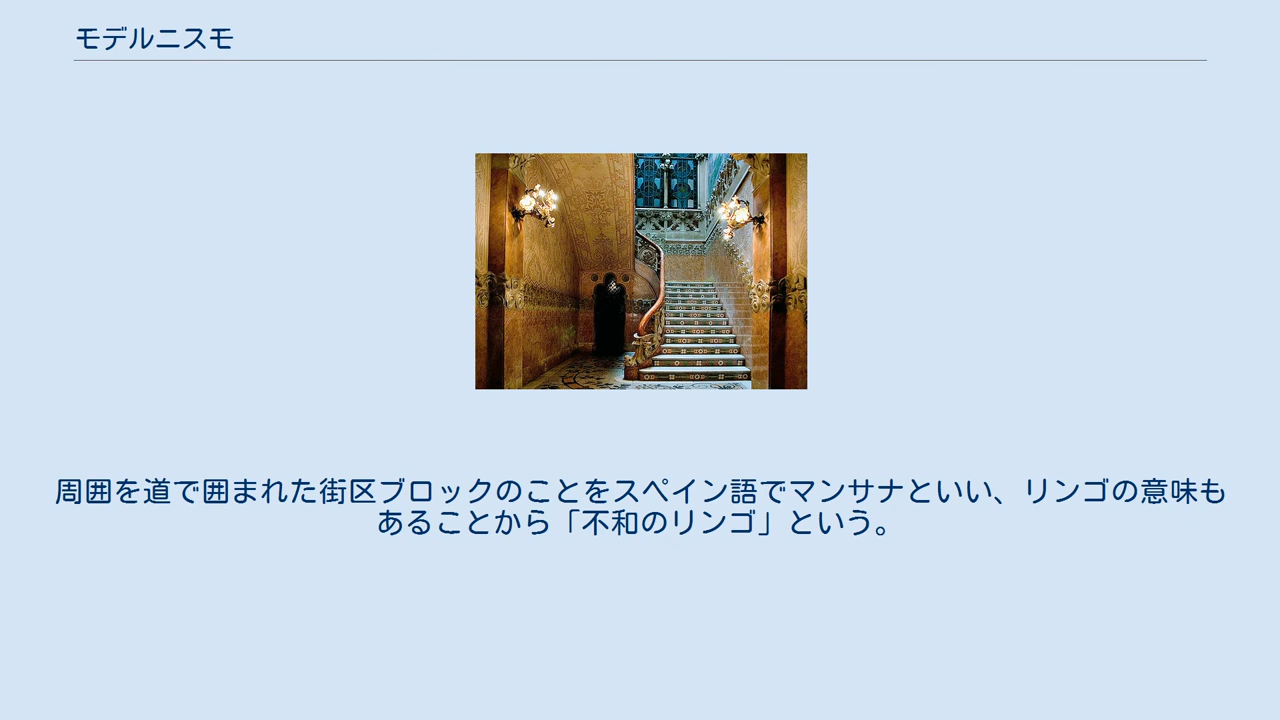 モデルニスモ
周囲を道で囲まれた街区ブロックのことをスペイン語でマンサナといい、リンゴの意味も
あることから「不和のリンゴ」という。